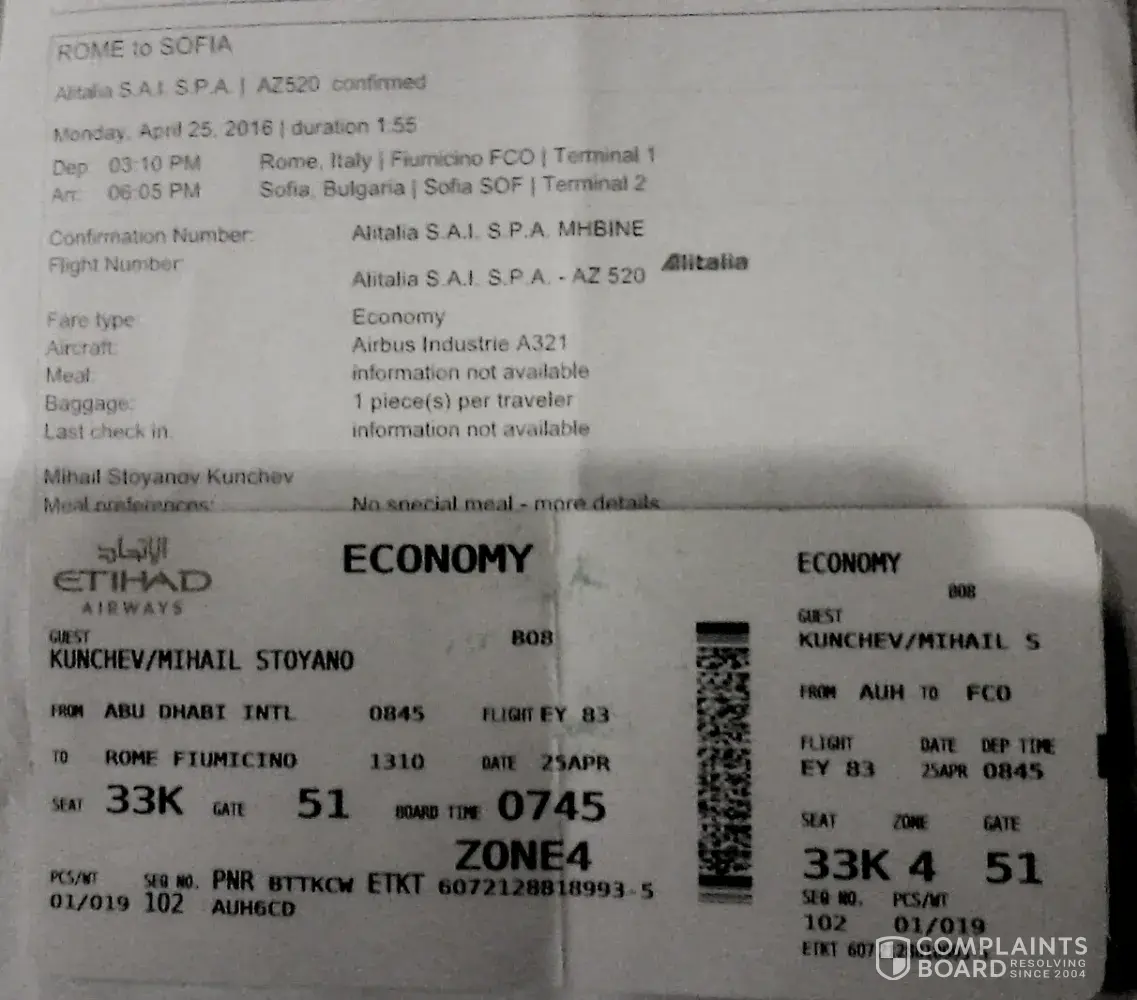 ROME to SOFIA
Alitalia S.A.I. S.P.A. | AZ520 confirmed
Monday, April 25, 2016 | duration 1:55
Dep: 03:10 PM Rome, Italy | Fiumicino FCO | Terminal 1
Arr: 06:05 PM Sofia, Bulgaria | Sofia SOF | Terminal 2
Confirmation Number: Alitalia S.A.I. S.P.A. MHBINE
Flight Number: Alitalia S.A.I. S.P.A. - AZ 520 Alitalia
Fare type: Economy
Aircraft: Airbus Industrie A321
Meal: information not available
Baggage: 1 piece(s) per traveler
Last check in: information not available
Mihail Stoyanov Kunchev
Meal preferences: No special meal - more details
الإتحاد
ETIHAD
AIRWAYS
ECONOMY
GUEST B08
KUNCHEV/MIHAIL STOYANO
FROM ABU DHABI INTL 0845 FLIGHT EY 83
TO ROME FIUMICINO 1310 DATE 25APR
SEAT 33K GATE 51 BOARD TIME 0745
ZONE4
PCS/WT SEQ NO. PNR BTTKCW ETKT 6072128818993-5
01/019 102 AUH6CD
ECONOMY
008
GUEST
KUNCHEV/MIHAIL S
FROM AUH TO FCO
FLIGHT DATE DEP TIME
EY 83 25APR 0845
SEAT ZONE GATE
33K 4 51
SEQ NO. PCS/WT
102 01/019
ETKT
COMPLAINTS
BOARD RESOLVING
SINCE 2004